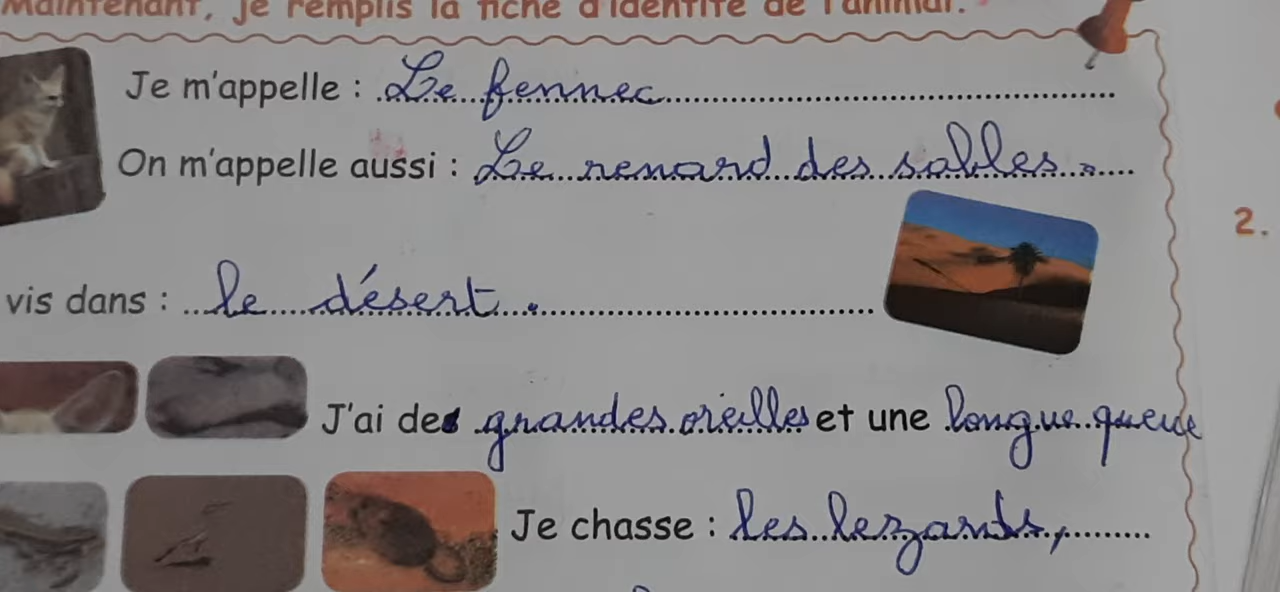 Maintenant, je remplis la fiche d'identité de l'animal.
Je m'appelle : Le fennec
On m'appelle aussi : Le renard des sables.
2.
vis dans : le désert.
J'ai des grandes oreilles et une longue queue
Je chasse : les lezards,